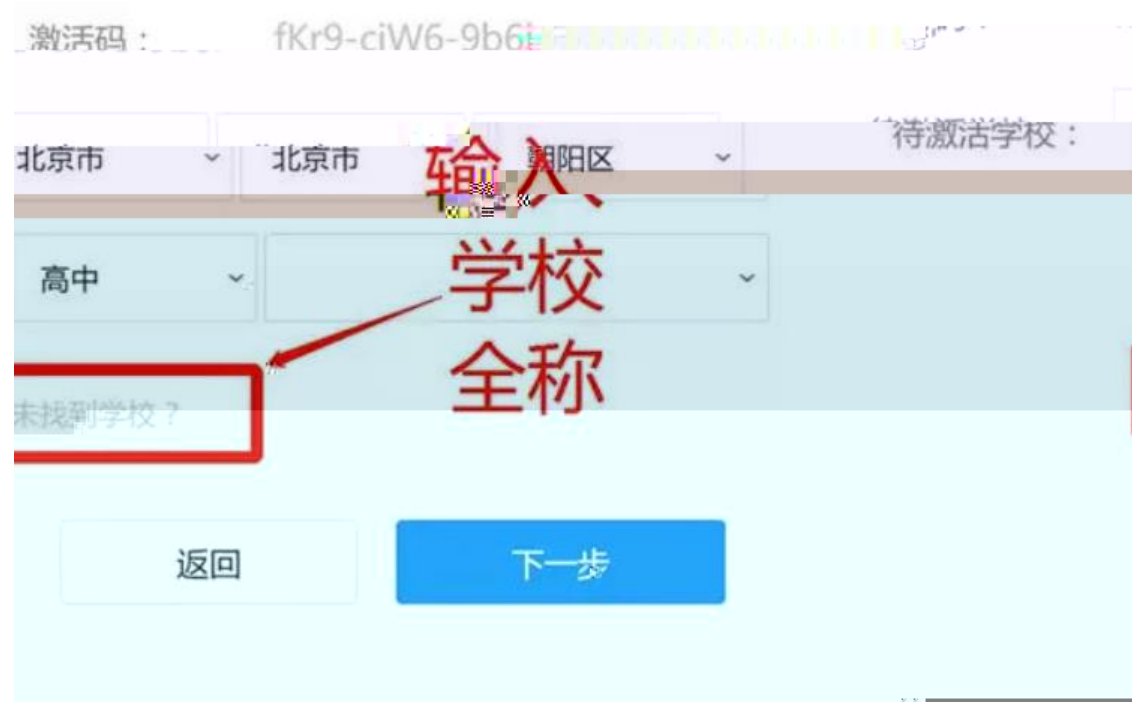 激活码：
fKr9-ciW6-9b6
待激活学校：
北京市
北京市
朝阳区
输入
学校
全称
高中
未找到学校？
返回
下一步